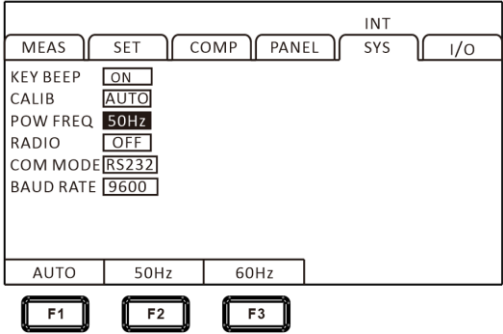 INT
MEAS SET COMP PANEL SYS I/O
KEY BEEP ON
CALIB AUTO
POW FREQ 50Hz
RADIO OFF
COM MODE RS232
BAUD RATE 9600
AUTO 50Hz 60Hz
F1 F2 F3